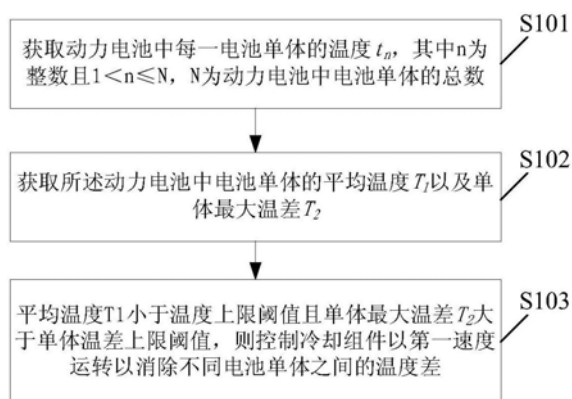 S101
获取动力电池中每一电池单体的温度tn，其中n为
整数且1＜n≤N，N为动力电池中电池单体的总数
S102
获取所述动力电池中电池单体的平均温度T1以及单
体最大温差T2
S103
平均温度T1小于温度上限阈值且单体最大温差T2大
于单体温差上限阈值，则控制冷却组件以第一速度
运转以消除不同电池单体之间的温度差